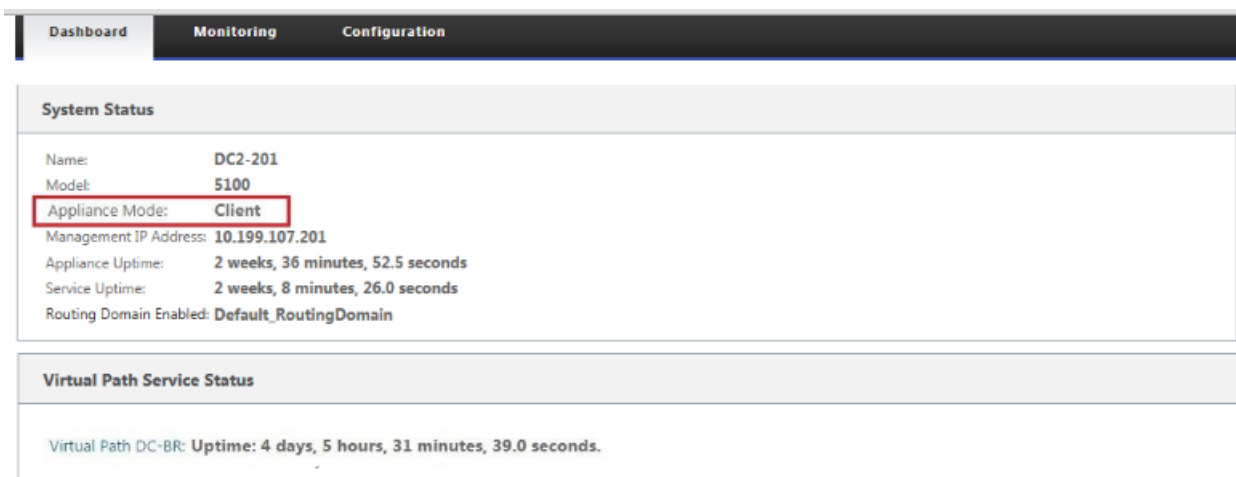 Dashboard Monitoring Configuration
System Status
Name: DC2-201
Model: 5100
Appliance Mode: Client
Management IP Address: 10.199.107.201
Appliance Uptime: 2 weeks, 36 minutes, 52.5 seconds
Service Uptime: 2 weeks, 8 minutes, 26.0 seconds
Routing Domain Enabled: Default_RoutingDomain
Virtual Path Service Status
Virtual Path DC-BR: Uptime: 4 days, 5 hours, 31 minutes, 39.0 seconds.